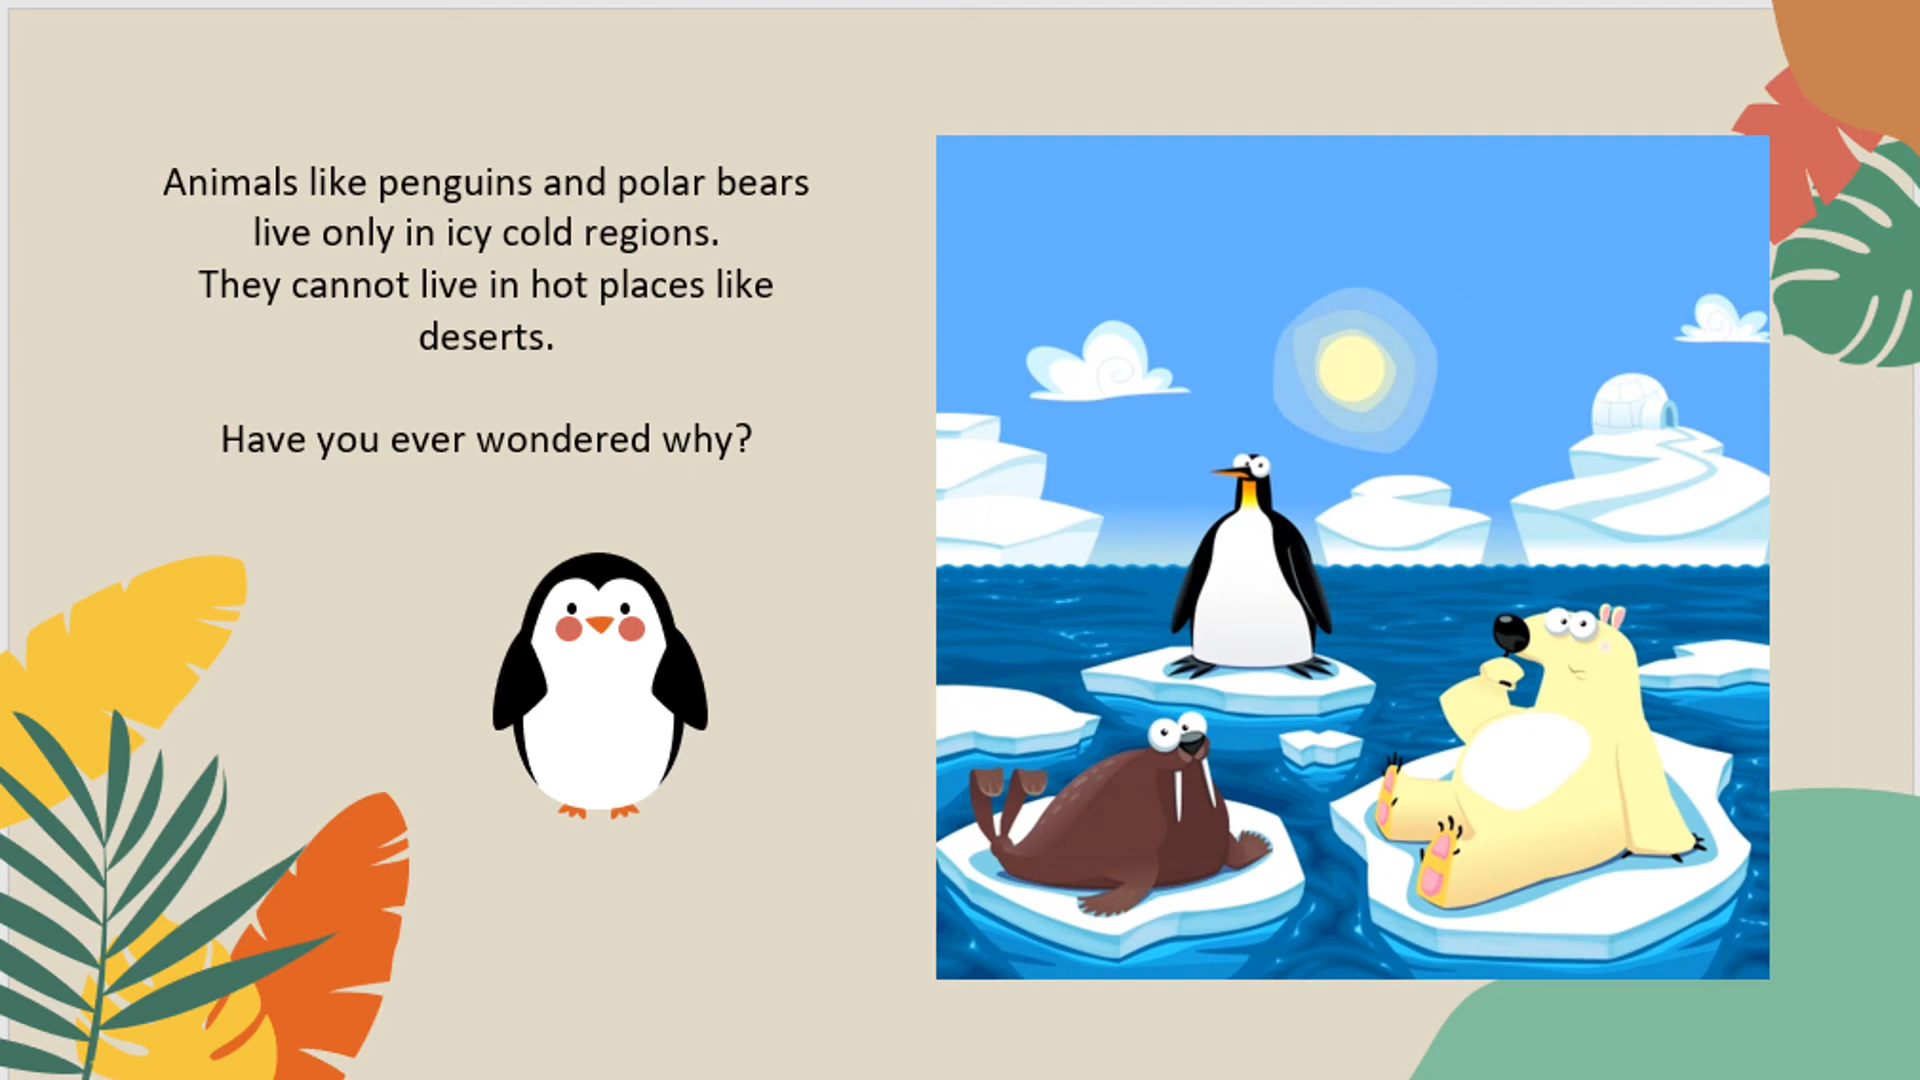 Animals like penguins and polar bears
live only in icy cold regions.
They cannot live in hot places like
deserts.
Have you ever wondered why?